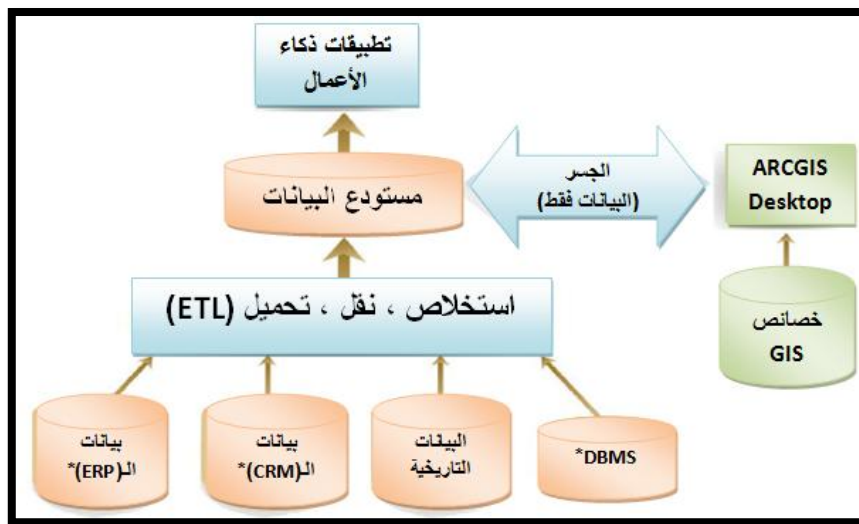 تطبيقات ذكاء
الأعمال
الجسر
(البيانات فقط)
ARCGIS
Desktop
مستودع البيانات
استخلاص ، نقل ، تحميل (ETL)
خصائص
GIS
البيانات
التاريخية
بيانات
الـ(CRM)*
بيانات
الـ(ERP)*
DBMS*